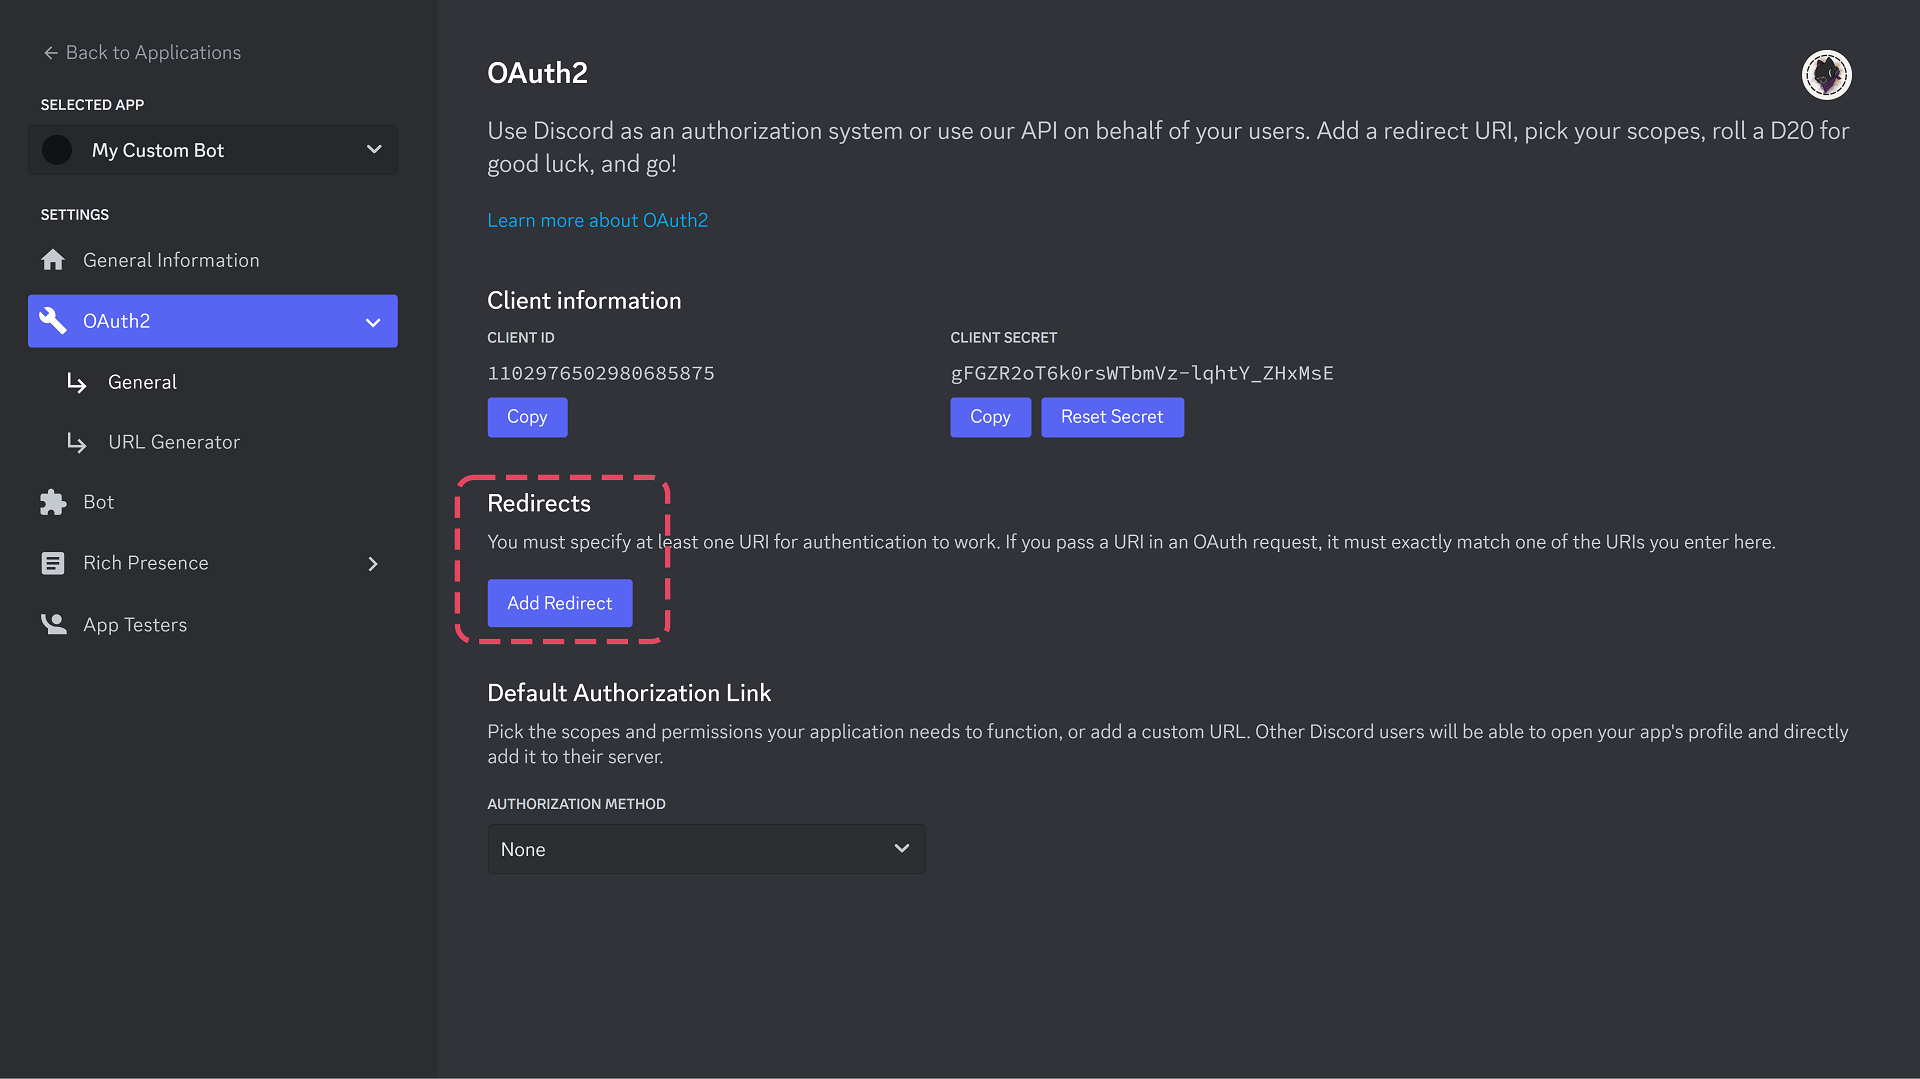 Back to Applications
SELECTED APP
My Custom Bot
SETTINGS
General Information
OAuth2
General
URL Generator
Bot
Rich Presence
App Testers
OAuth2
Use Discord as an authorization system or use our API on behalf of your users. Add a redirect URI, pick your scopes, roll a D20 for
good luck, and go!
Learn more about OAuth2
Client information
CLIENT ID
1102976502980685875
Copy
CLIENT SECRET
gFGZR2oT6k0rsWTbmVz-lqhtY_ZHxMsE
Copy
Reset Secret
Redirects
You must specify at least one URI for authentication to work. If you pass a URI in an OAuth request, it must exactly match one of the URIs you enter here.
Add Redirect
Default Authorization Link
Pick the scopes and permissions your application needs to function, or add a custom URL. Other Discord users will be able to open your app's profile and directly
add it to their server.
AUTHORIZATION METHOD
None